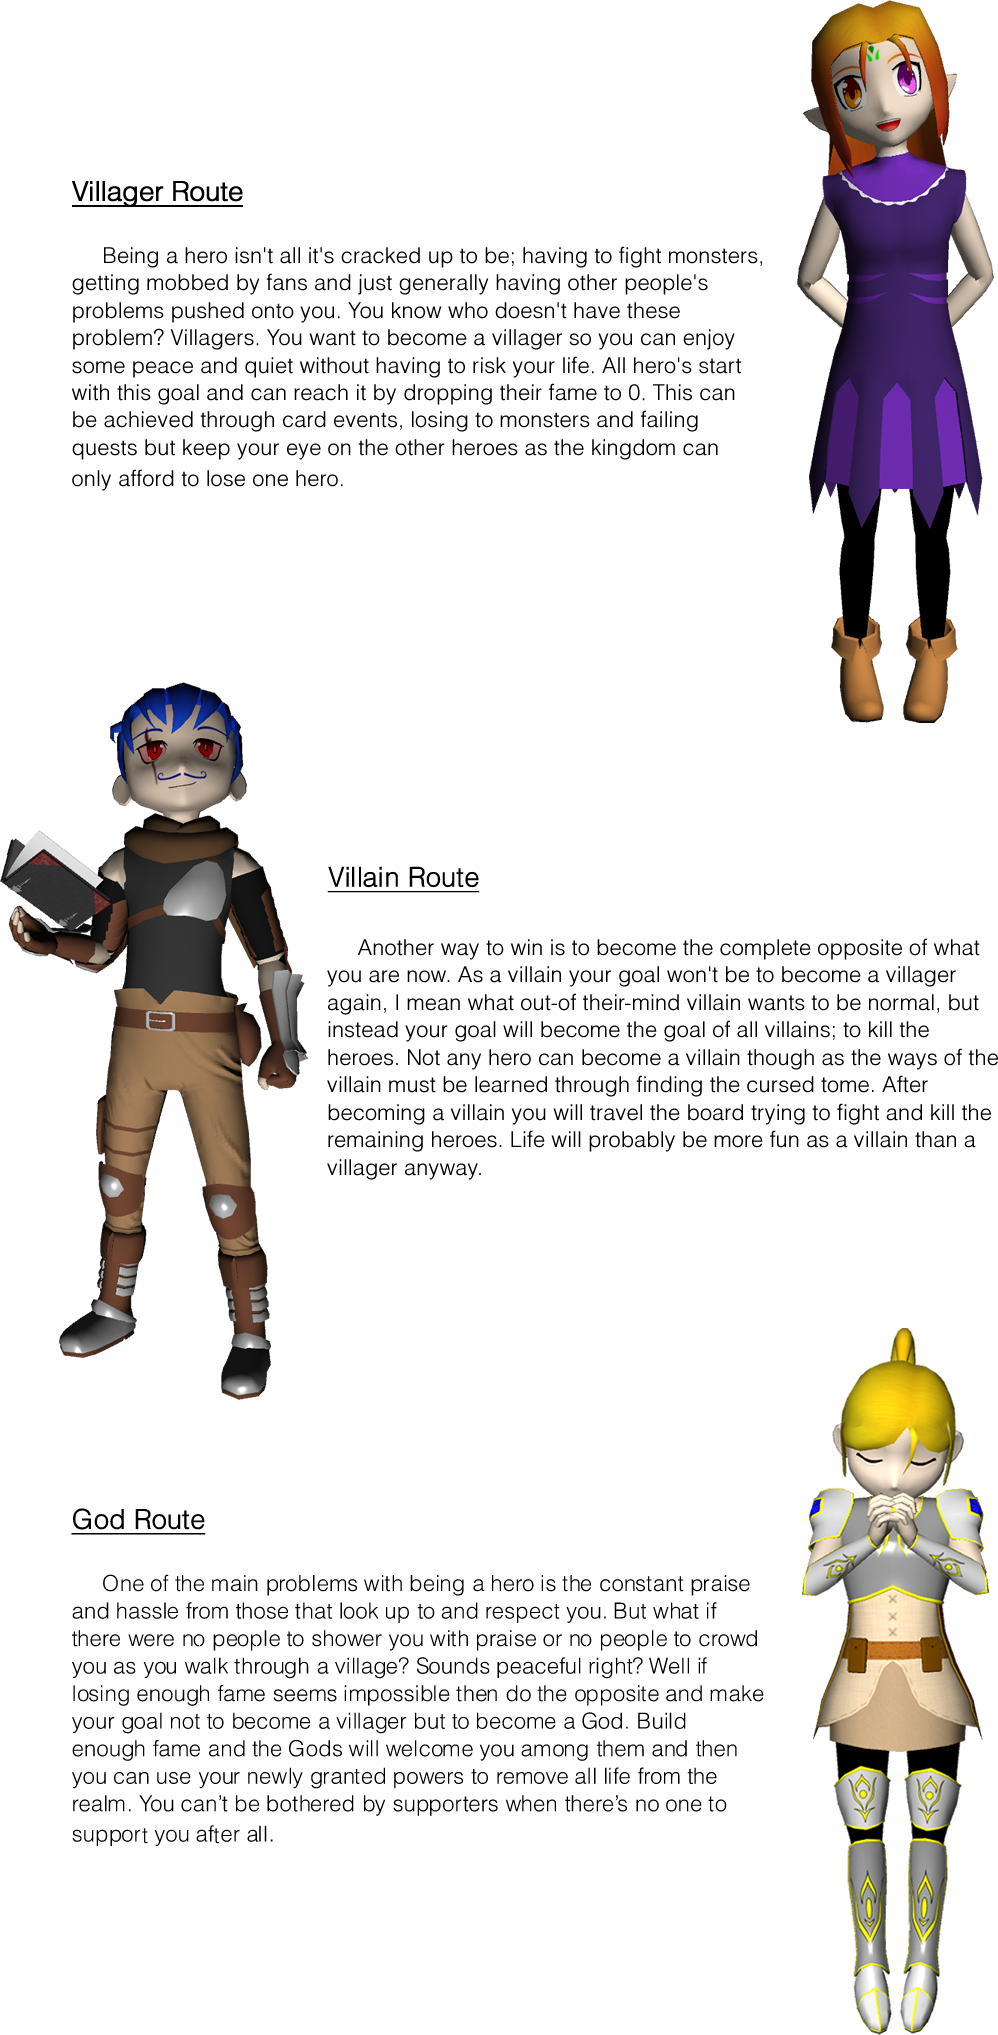 Villager Route
Being a hero isn't all it's cracked up to be; having to fight monsters,
getting mobbed by fans and just generally having other people's
problems pushed onto you. You know who doesn't have these
problem? Villagers. You want to become a villager so you can enjoy
some peace and quiet without having to risk your life. All hero's start
with this goal and can reach it by dropping their fame to 0. This can
be achieved through card events, losing to monsters and failing
quests but keep your eye on the other heroes as the kingdom can
only afford to lose one hero.
Villain Route
Another way to win is to become the complete opposite of what
you are now. As a villain your goal won't be to become a villager
again, I mean what out-of their-mind villain wants to be normal, but
instead your goal will become the goal of all villains; to kill the
heroes. Not any hero can become a villain though as the ways of the
villain must be learned through finding the cursed tome. After
becoming a villain you will travel the board trying to fight and kill the
remaining heroes. Life will probably be more fun as a villain than a
villager anyway.
God Route
One of the main problems with being a hero is the constant praise
and hassle from those that look up to and respect you. But what if
there were no people to shower you with praise or no people to crowd
you as you walk through a village? Sounds peaceful right? Well if
losing enough fame seems impossible then do the opposite and make
your goal not to become a villager but to become a God. Build
enough fame and the Gods will welcome you among them and then
you can use your newly granted powers to remove all life from the
realm. You can’t be bothered by supporters when there’s no one to
support you after all.